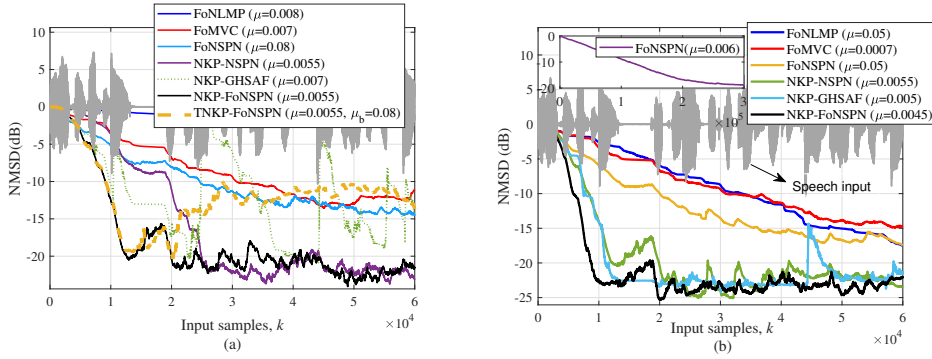 10
5
0
-5
-10
-15
-20
NMSD (dB)
0
1
2
3
4
5
6
×10⁴
Input samples, k
(a)
FoNLMP (μ=0.008)
FoMVC (μ=0.007)
FoNSPN (μ=0.08)
NKP-NSPN (μ=0.0055)
NKP-GHSAF (μ=0.007)
NKP-FoNSPN (μ=0.0055)
TNKP-FoNSPN (μ=0.0055, μb=0.08)
10
5
0
-5
-10
-15
-20
-25
NMSD (dB)
0
1
2
3
4
5
6
×10⁴
Input samples, k
(b)
FoNSPN(μ=0.006)
0
-10
-20
0
1
2
3
Speech input
FoNLMP (μ=0.05)
FoMVC (μ=0.0007)
FoNSPN (μ=0.05)
NKP-NSPN (μ=0.0055)
NKP-GHSAF (μ=0.005)
NKP-FoNSPN (μ=0.0045)